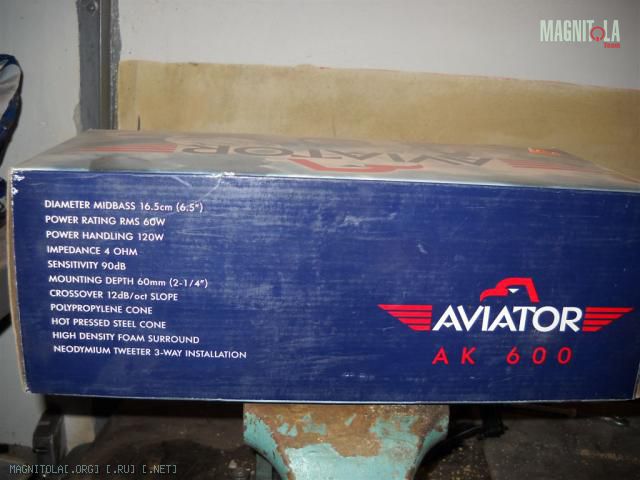 MAGNITOLA
Team
AVIATOR
DIAMETER MIDBASS 16.5cm (6.5")
POWER RATING RMS 60W
POWER HANDLING 120W
IMPEDANCE 4 OHM
SENSITIVITY 90dB
MOUNTING DEPTH 60mm (2-1/4")
CROSSOVER 12dB/oct SLOPE
POLYPROPYLENE CONE
HOT PRESSED STEEL CONE
HIGH DENSITY FOAM SURROUND
NEODYMIUM TWEETER 3-WAY INSTALLATION
AVIATOR
AK 600
MAGNITOLA[.ORG] [.RU] [.NET]